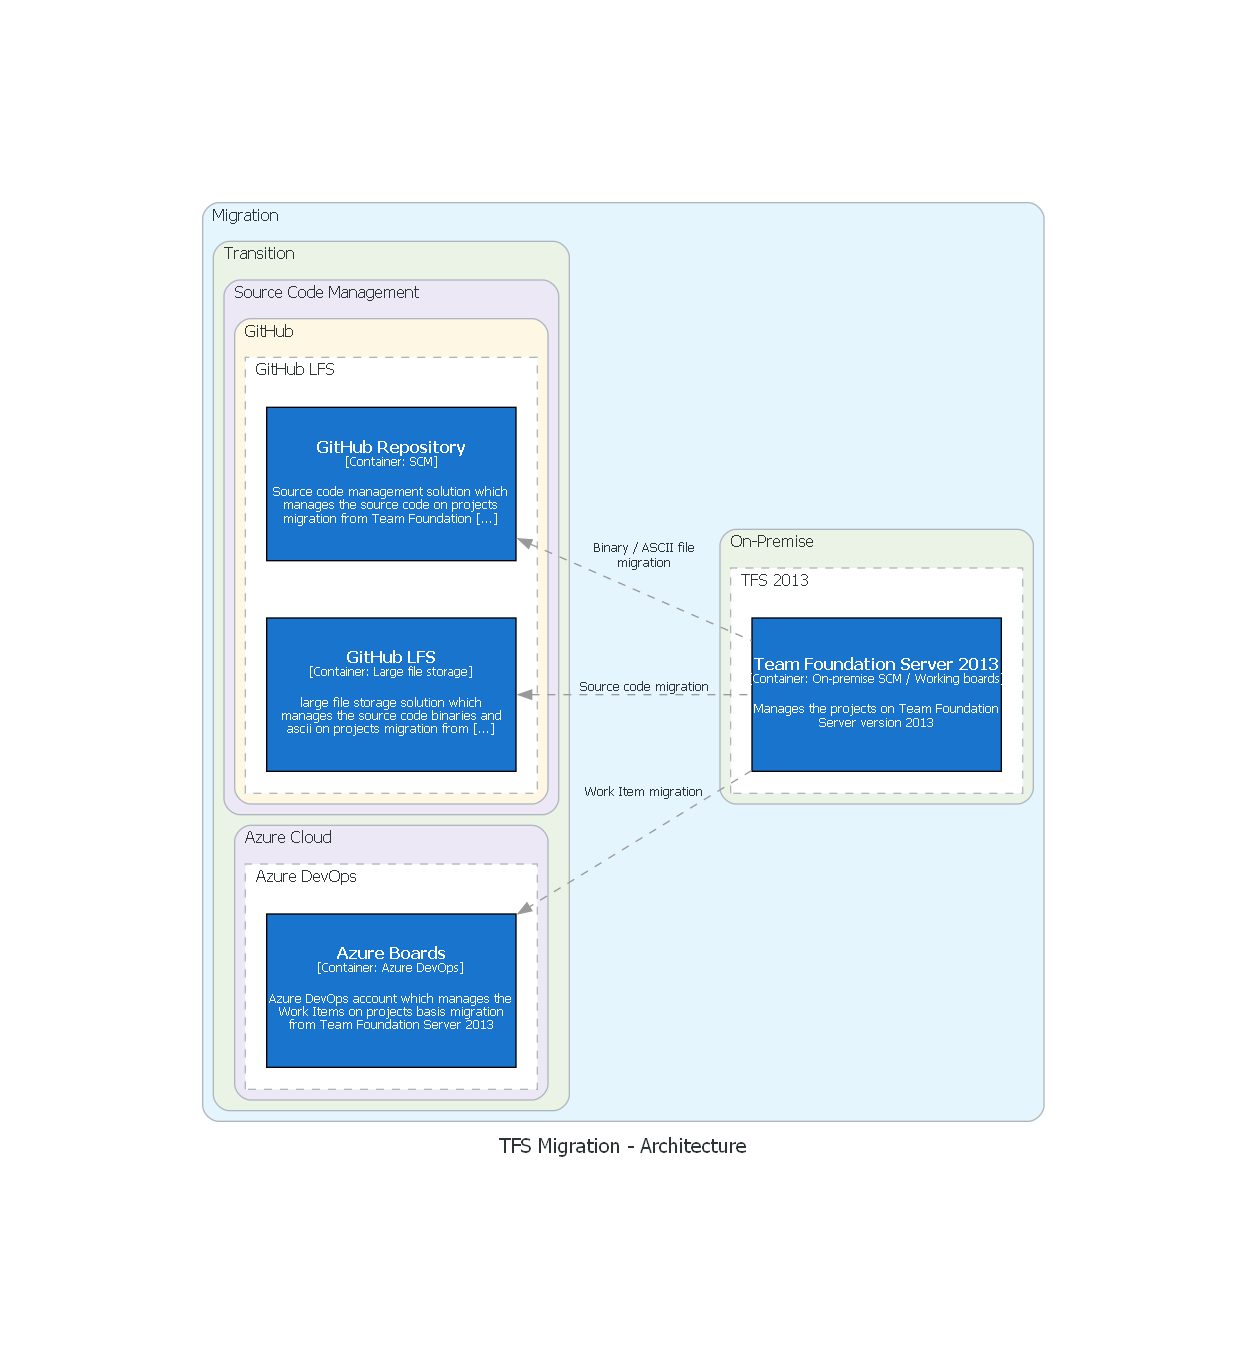 Migration
Transition
Source Code Management
GitHub
GitHub LFS
GitHub Repository
[Container: SCM]
Source code management solution which
manages the source code on projects
migration from Team Foundation [...]
GitHub LFS
[Container: Large file storage]
large file storage solution which
manages the source code binaries and
ascii on projects migration from [...]
Azure Cloud
Azure DevOps
Azure Boards
[Container: Azure DevOps]
Azure DevOps account which manages the
Work Items on projects basis migration
from Team Foundation Server 2013
Binary / ASCII file
migration
Source code migration
Work Item migration
On-Premise
TFS 2013
Team Foundation Server 2013
[Container: On-premise SCM / Working boards]
Manages the projects on Team Foundation
Server version 2013
TFS Migration - Architecture